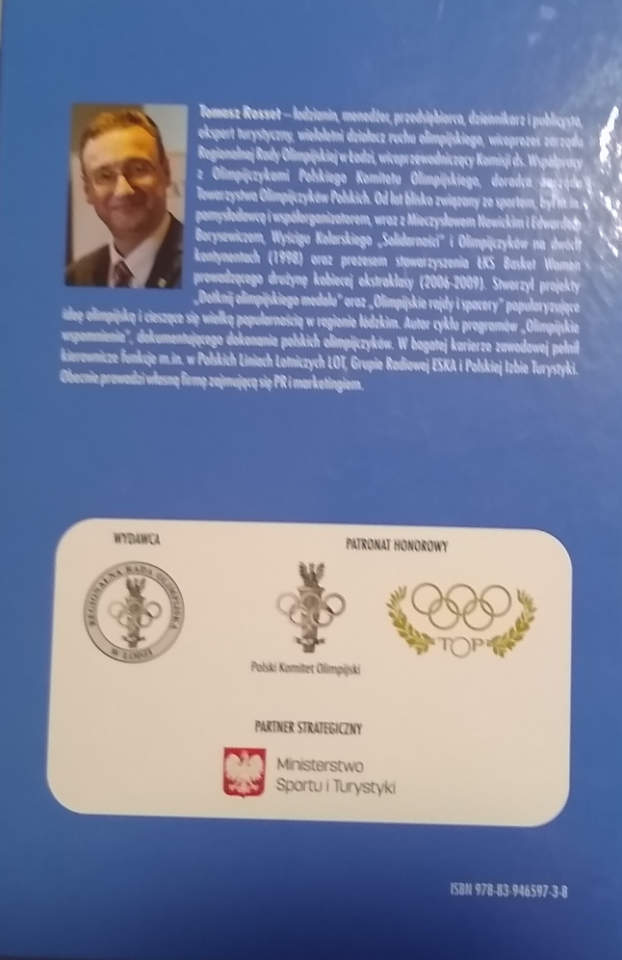 Tomasz Rosset – łodzianin, menedżer, przedsiębiorca, dziennikarz i publicysta,
ekspert turystyczny, wieloletni działacz ruchu olimpijskiego, wiceprezes zarządu
Regionalnej Rady Olimpijskiej w Łodzi, wiceprzewodniczący Komisji ds. Współpracy
z Olimpijczykami Polskiego Komitetu Olimpijskiego, doradca
Towarzystwa Olimpijczyków Polskich. Od lat blisko związany ze sportem, był m.in.
pomysłodawcą i współorganizatorem, wraz z Mieczysławem Nowickim i Edwardem
Borysewiczem, Wyścigu Kolarskiego „Solidarności” i Olimpijczyków na dwóch
kontynentach (1998) oraz prezesem stowarzyszenia ŁKS Basket Women
prowadzącego drużynę kobiecej ekstraklasy (2006-2009). Stworzył projekty
„Dotknij olimpijskiego medalu” oraz „Olimpijskie rajdy i spacery” popularyzujące
ideę olimpijską i cieszące się wielką popularnością w regionie łódzkim. Autor cyklu programów „Olimpijskie
wspomnienia”, dokumentującego dokonania polskich olimpijczyków. W bogatej karierze zawodowej pełnił
kierownicze funkcje m.in. w Polskich Liniach Lotniczych LOT, Grupie Radiowej ESKA i Polskiej Izbie Turystyki.
Obecnie prowadzi własną firmę zajmującą się PR i marketingiem.
WYDAWCA
PATRONAT HONOROWY
REGIONALNA RADA OLIMPIJSKA
W ŁODZI
Polski Komitet Olimpijski
TOP
PARTNER STRATEGICZNY
Ministerstwo
Sportu i Turystyki
ISBN 978-83-946597-3-8